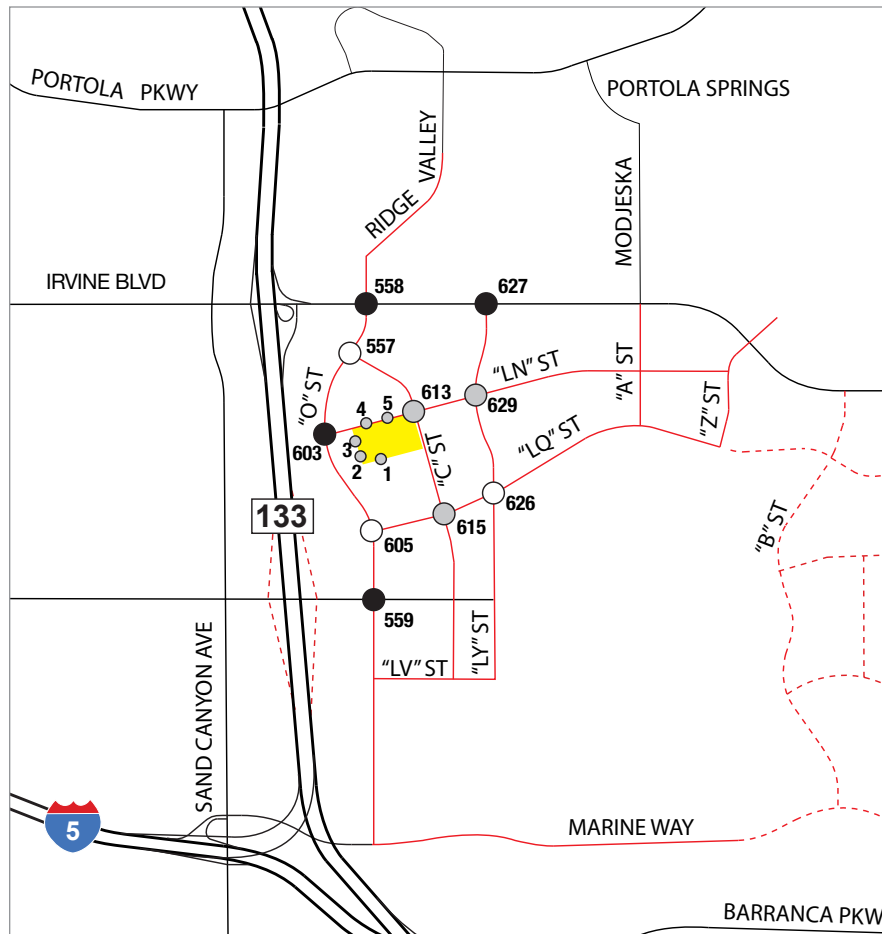 PORTOLA PKWY
PORTOLA SPRINGS
RIDGE VALLEY
MODJESKA
IRVINE BLVD
558
627
557
"O" ST
613
"LN" ST
"A" ST
629
4
5
"Z" ST
603
3
2
1
"C" ST
"LQ" ST
133
626
615
605
"B" ST
559
SAND CANYON AVE
"LY" ST
"LV" ST
5
MARINE WAY
BARRANCA PKW